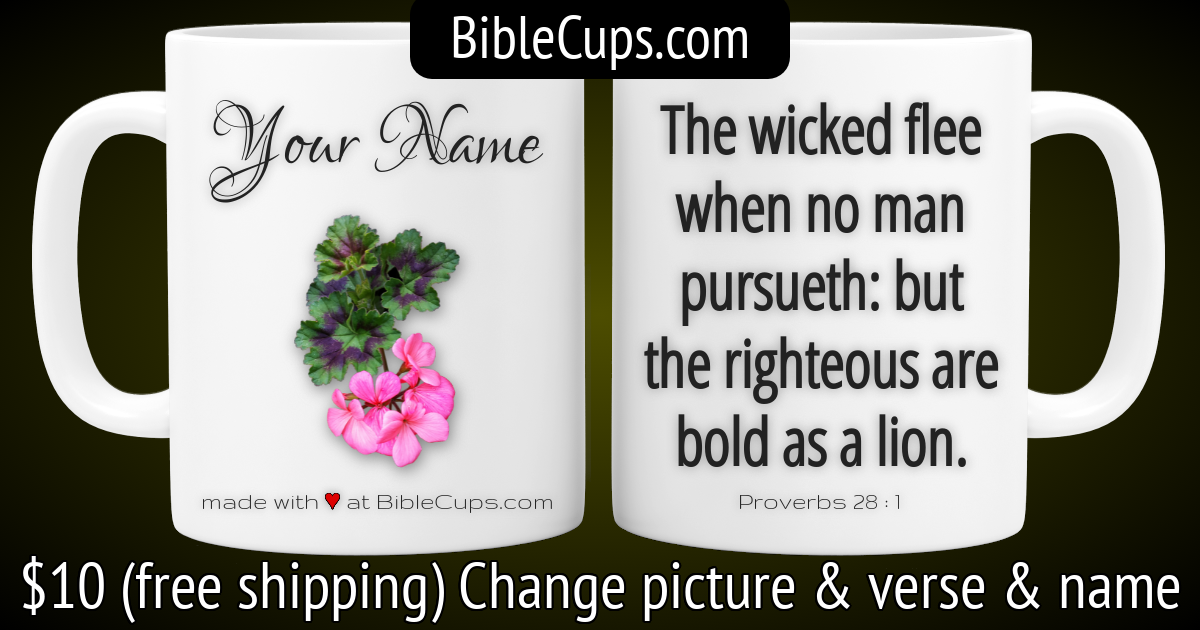 BibleCups.com
Your Name
made with ♥ at BibleCups.com
The wicked flee
when no man
pursueth: but
the righteous are
bold as a lion.
Proverbs 28 : 1
$10 (free shipping) Change picture & verse & name